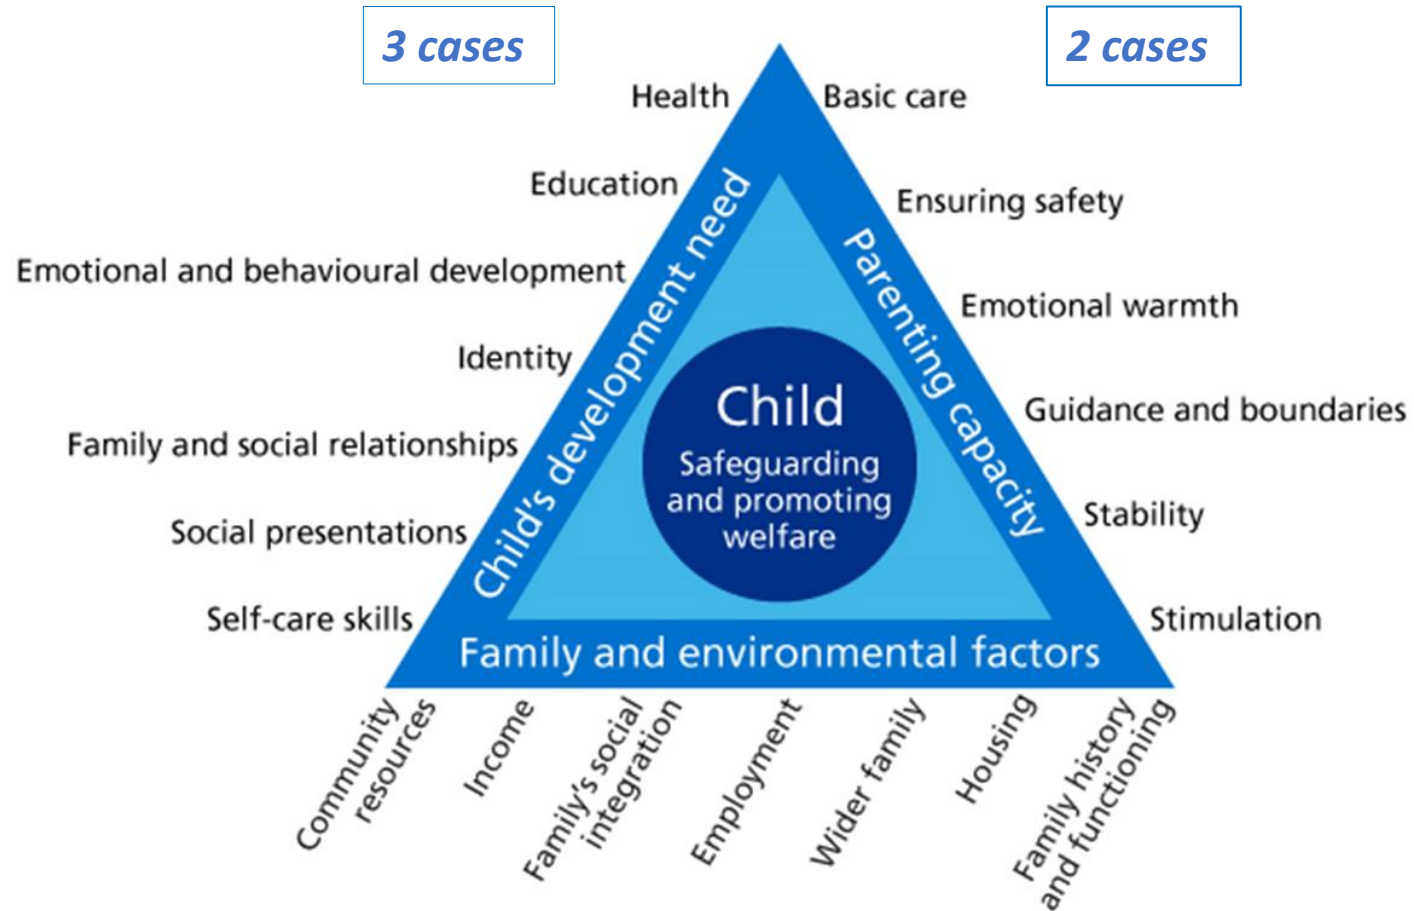 3 cases
2 cases
Health
Basic care
Education
Ensuring safety
Emotional and behavioural development
Emotional warmth
Identity
Guidance and boundaries
Family and social relationships
Stability
Social presentations
Self-care skills
Stimulation
Child's development need
Parenting capacity
Child
Safeguarding
and promoting
welfare
Family and environmental factors
Community
resources
Income
Family's social
integration
Employment
Wider family
Housing
Family history
and functioning